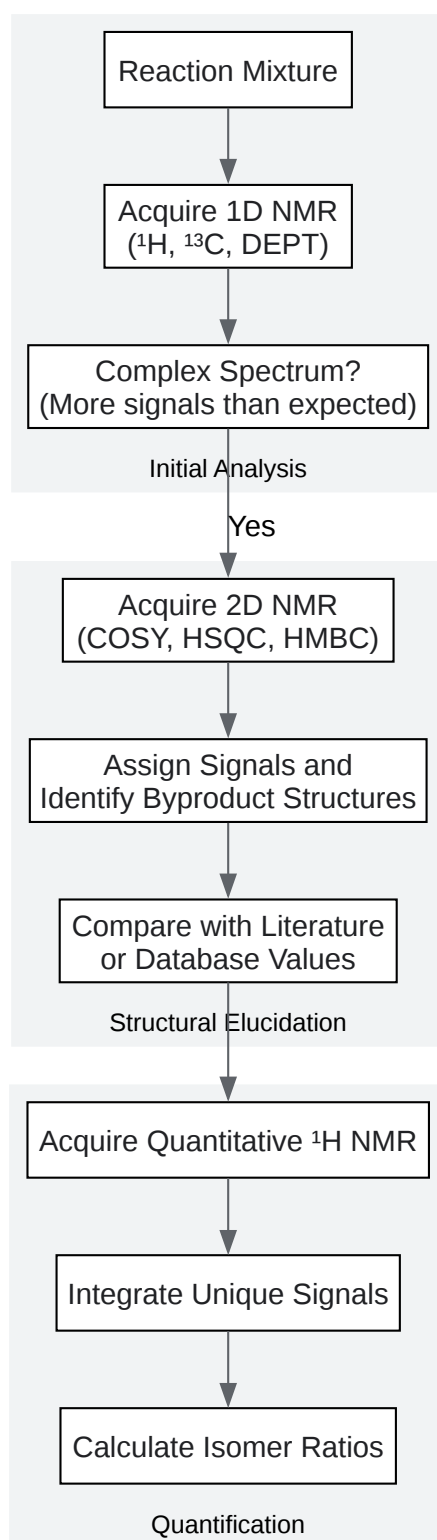 Reaction Mixture
Acquire 1D NMR
(¹H, ¹³C, DEPT)
Complex Spectrum?
(More signals than expected)
Initial Analysis
Yes
Acquire 2D NMR
(COSY, HSQC, HMBC)
Assign Signals and
Identify Byproduct Structures
Compare with Literature
or Database Values
Structural Elucidation
Acquire Quantitative ¹H NMR
Integrate Unique Signals
Calculate Isomer Ratios
Quantification